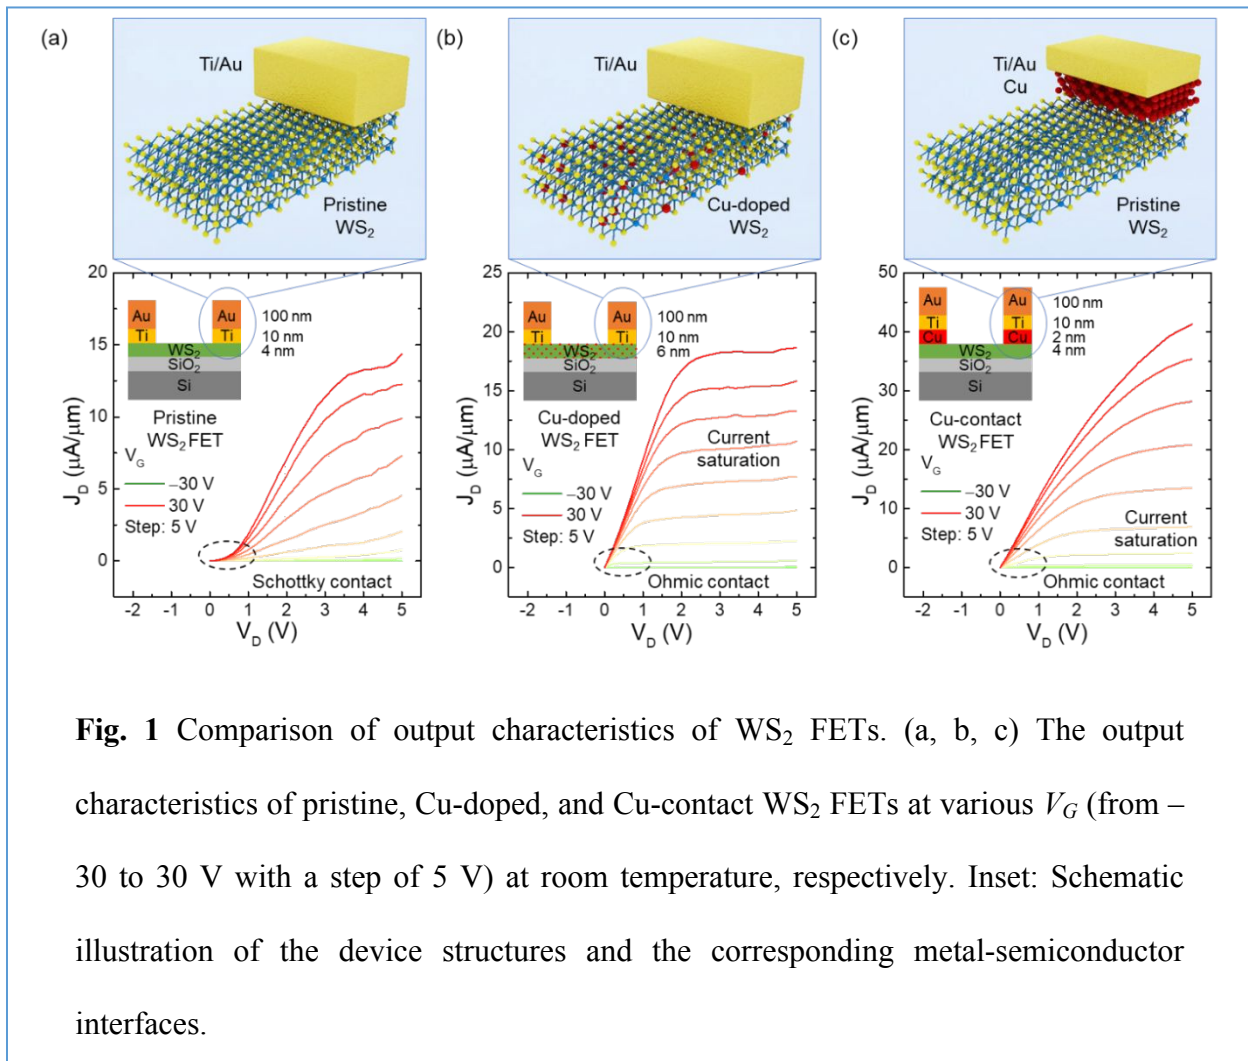 (a)
Ti/Au
Pristine
WS2
(b)
Ti/Au
Cu-doped
WS2
(c)
Ti/Au
Cu
Pristine
WS2
20
15
10
5
0
JD (μA/μm)
Au
Au
100 nm
Ti
Ti
10 nm
WS2
4 nm
SiO2
Si
Pristine
WS2 FET
VG
–30 V
30 V
Step: 5 V
Schottky contact
-2 -1 0 1 2 3 4 5
VD (V)
25
20
15
10
5
0
JD (μA/μm)
Au
Au
100 nm
Ti
Ti
10 nm
WS2
6 nm
SiO2
Si
Cu-doped
WS2 FET
VG
–30 V
30 V
Step: 5 V
Current
saturation
Ohmic contact
-2 -1 0 1 2 3 4 5
VD (V)
50
40
30
20
10
0
JD (μA/μm)
Au
Au
100 nm
Ti
Ti
10 nm
Cu
Cu
2 nm
WS2
4 nm
SiO2
Si
Cu-contact
WS2 FET
VG
–30 V
30 V
Step: 5 V
Current
saturation
Ohmic contact
-2 -1 0 1 2 3 4 5
VD (V)
Fig. 1 Comparison of output characteristics of WS2 FETs. (a, b, c) The output
characteristics of pristine, Cu-doped, and Cu-contact WS2 FETs at various VG (from –
30 to 30 V with a step of 5 V) at room temperature, respectively. Inset: Schematic
illustration of the device structures and the corresponding metal-semiconductor
interfaces.